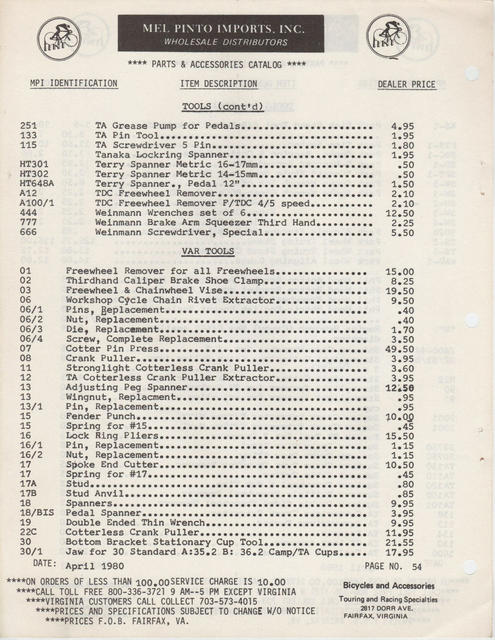 MEL PINTO IMPORTS, INC.
WHOLESALE DISTRIBUTORS
**** PARTS & ACCESSORIES CATALOG ****
MPI IDENTIFICATION ITEM DESCRIPTION DEALER PRICE
TOOLS (cont'd)
251 TA Grease Pump for Pedals 4.95
133 TA Pin Tool 1.95
115 TA Screwdriver 5 Pin 1.80
Tanaka Lockring Spanner 1.95
HT301 Terry Spanner Metric 16-17mm .50
HT302 Terry Spanner Metric 14-15mm .50
HT648A Terry Spanner., Pedal 12" 1.50
A12 TDC Freewheel Remover 2.10
A100/1 TDC Freewheel Remover F/TDC 4/5 speed 2.10
444 Weinmann Wrenches set of 6 12.50
777 Weinmann Brake Arm Squeezer Third Hand 2.25
666 Weinmann Screwdriver, Special 5.50
VAR TOOLS
01 Freewheel Remover for all Freewheels 15.00
02 Thirdhand Caliper Brake Shoe Clamp 8.25
03 Freewheel & Chainwheel Vise 19.50
06 Workshop Cycle Chain Rivet Extractor 9.50
06/1 Pins, Replacement .40
06/2 Nut, Replacement .40
06/3 Die, Replacement 1.70
06/4 Screw, Complete Replacement 3.50
07 Cotter Pin Press 49.50
08 Crank Puller 3.95
11 Stronglight Cotterless Crank Puller 3.60
12 TA Cotterless Crank Puller Extractor 3.95
13 Adjusting Peg Spanner 12.50
13 Wingnut, Replacment .95
13/1 Pin, Replacement .95
15 Fender Punch 10.00
15 Spring for #15 .45
16 Lock Ring Pliers 15.50
16/1 Pin, Replacement 1.15
16/2 Nut, Replacement 1.15
17 Spoke End Cutter 10.50
17 Spring for #17 .45
17A Stud .80
17B Stud Anvil .85
18 Spanners 9.95
18/BIS Pedal Spanner 3.95
19 Double Ended Thin Wrench 9.95
22C Cotterless Crank Puller 11.95
30 Bottom Bracket Stationary Cup Tool 21.55
30/1 Jaw for 30 Standard A:35.2 B: 36.2 Camp/TA Cups 17.95
DATE: April 1980 PAGE NO. 54
****ON ORDERS OF LESS THAN 100.00 SERVICE CHARGE IS 10.00
****CALL TOLL FREE 800-336-3721 9 AM--5 PM EXCEPT VIRGINIA
****VIRGINIA CUSTOMERS CALL COLLECT 703-573-4015
****PRICES AND SPECIFICATIONS SUBJECT TO CHANGE W/O NOTICE
****PRICES F.O.B. FAIRFAX, VA.
Bicycles and Accessories
Touring and Racing Specialties
2817 DORR AVE.
FAIRFAX, VIRGINIA